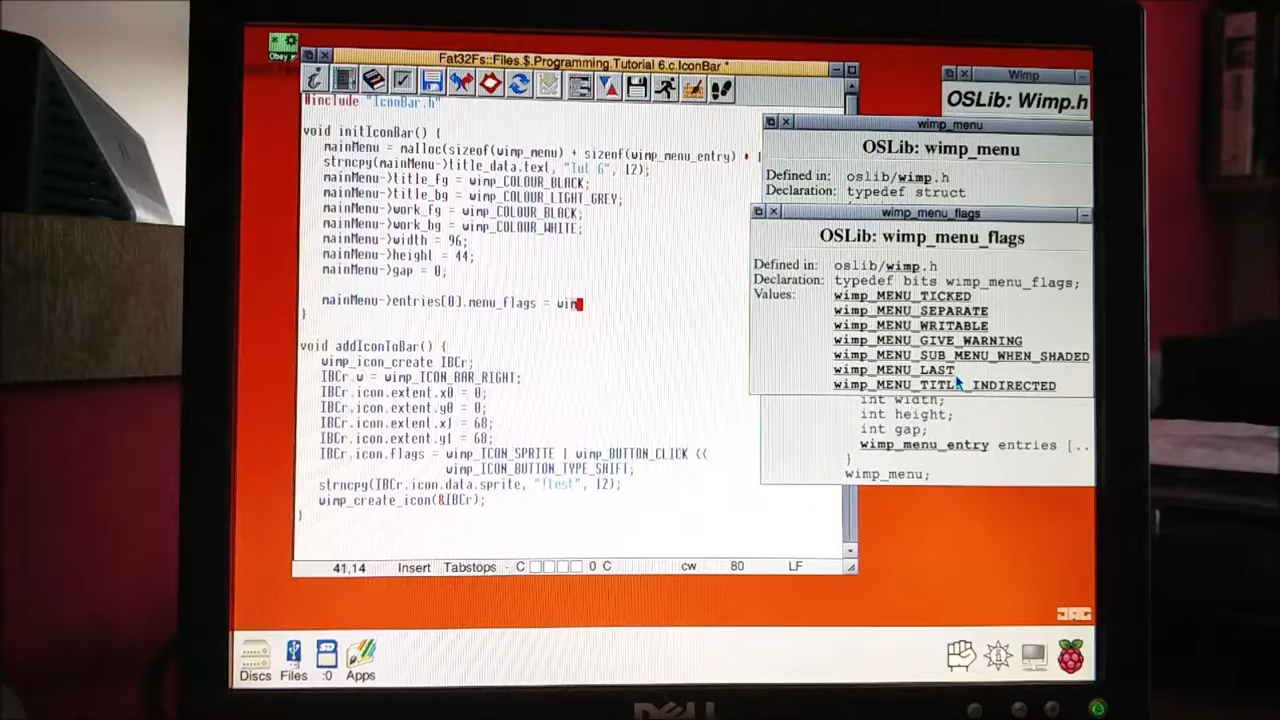 Obey
Fat32Fs::Files.$.Programming.Tutorial 6.c.IconBar *
#include "IconBar.h"
void initIconBar() {
mainMenu = malloc(sizeof(wimp_menu) + sizeof(wimp_menu_entry) *
strncpy(mainMenu->title_data.text, "Tut 6", 12);
mainMenu->title_fg = wimp_COLOUR_BLACK;
mainMenu->title_bg = wimp_COLOUR_LIGHT_GREY;
mainMenu->work_fg = wimp_COLOUR_BLACK;
mainMenu->work_bg = wimp_COLOUR_WHITE;
mainMenu->width = 96;
mainMenu->height = 44;
mainMenu->gap = 0;
mainMenu->entries[0].menu_flags = wim
}
void addIconToBar() {
wimp_icon_create IBCr;
IBCr.w = wimp_ICON_BAR_RIGHT;
IBCr.icon.extent.x0 = 0;
IBCr.icon.extent.y0 = 0;
IBCr.icon.extent.x1 = 68;
IBCr.icon.extent.y1 = 68;
IBCr.icon.flags = wimp_ICON_SPRITE | wimp_BUTTON_CLICK <<
wimp_ICON_BUTTON_TYPE_SHIFT;
strncpy(IBCr.icon.data.sprite, "!test", 12);
wimp_create_icon(&IBCr);
}
41,14 Insert Tabstops - C 0 C cw 80 LF
Wimp
OSLib: Wimp.h
wimp_menu
OSLib: wimp_menu
Defined in: oslib/wimp.h
Declaration: typedef struct
wimp_menu_flags
OSLib: wimp_menu_flags
Defined in: oslib/wimp.h
Declaration: typedef bits wimp_menu_flags;
Values: wimp_MENU_TICKED
wimp_MENU_SEPARATE
wimp_MENU_WRITABLE
wimp_MENU_GIVE_WARNING
wimp_MENU_SUB_MENU_WHEN_SHADED
wimp_MENU_LAST
wimp_MENU_TITLE_INDIRECTED
int width;
int height;
int gap;
wimp_menu_entry entries [..
}
wimp_menu;
Discs Files :0 Apps
DELL